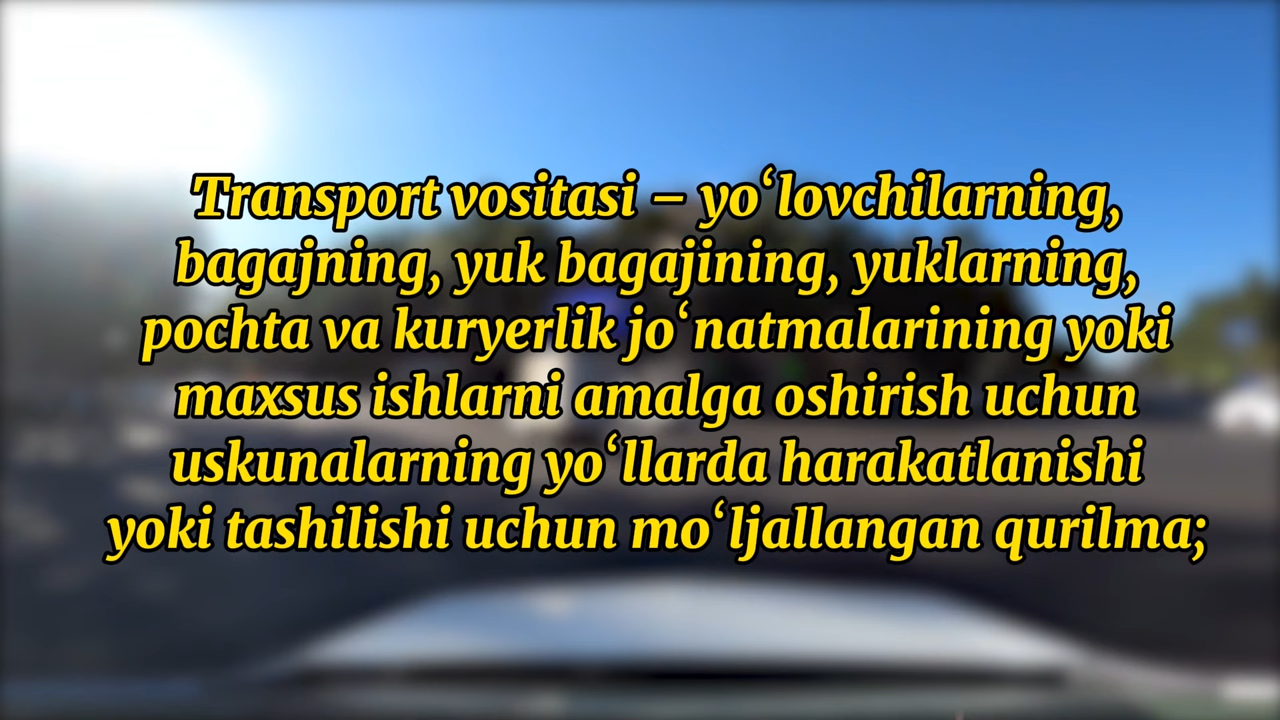 Transport vositasi – yoʻlovchilarning,
bagajning, yuk bagajining, yuklarning,
pochta va kuryerlik joʻnatmalarining yoki
maxsus ishlarni amalga oshirish uchun
uskunalarning yoʻllarda harakatlanishi
yoki tashilishi uchun moʻljallangan qurilma;